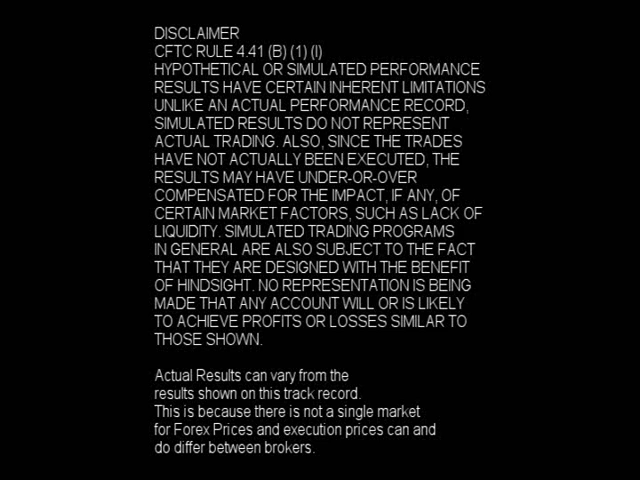 DISCLAIMER
CFTC RULE 4.41 (B) (1) (I)
HYPOTHETICAL OR SIMULATED PERFORMANCE
RESULTS HAVE CERTAIN INHERENT LIMITATIONS
UNLIKE AN ACTUAL PERFORMANCE RECORD,
SIMULATED RESULTS DO NOT REPRESENT
ACTUAL TRADING. ALSO, SINCE THE TRADES
HAVE NOT ACTUALLY BEEN EXECUTED, THE
RESULTS MAY HAVE UNDER-OR-OVER
COMPENSATED FOR THE IMPACT, IF ANY, OF
CERTAIN MARKET FACTORS, SUCH AS LACK OF
LIQUIDITY. SIMULATED TRADING PROGRAMS
IN GENERAL ARE ALSO SUBJECT TO THE FACT
THAT THEY ARE DESIGNED WITH THE BENEFIT
OF HINDSIGHT. NO REPRESENTATION IS BEING
MADE THAT ANY ACCOUNT WILL OR IS LIKELY
TO ACHIEVE PROFITS OR LOSSES SIMILAR TO
THOSE SHOWN.
Actual Results can vary from the
results shown on this track record.
This is because there is not a single market
for Forex Prices and execution prices can and
do differ between brokers.